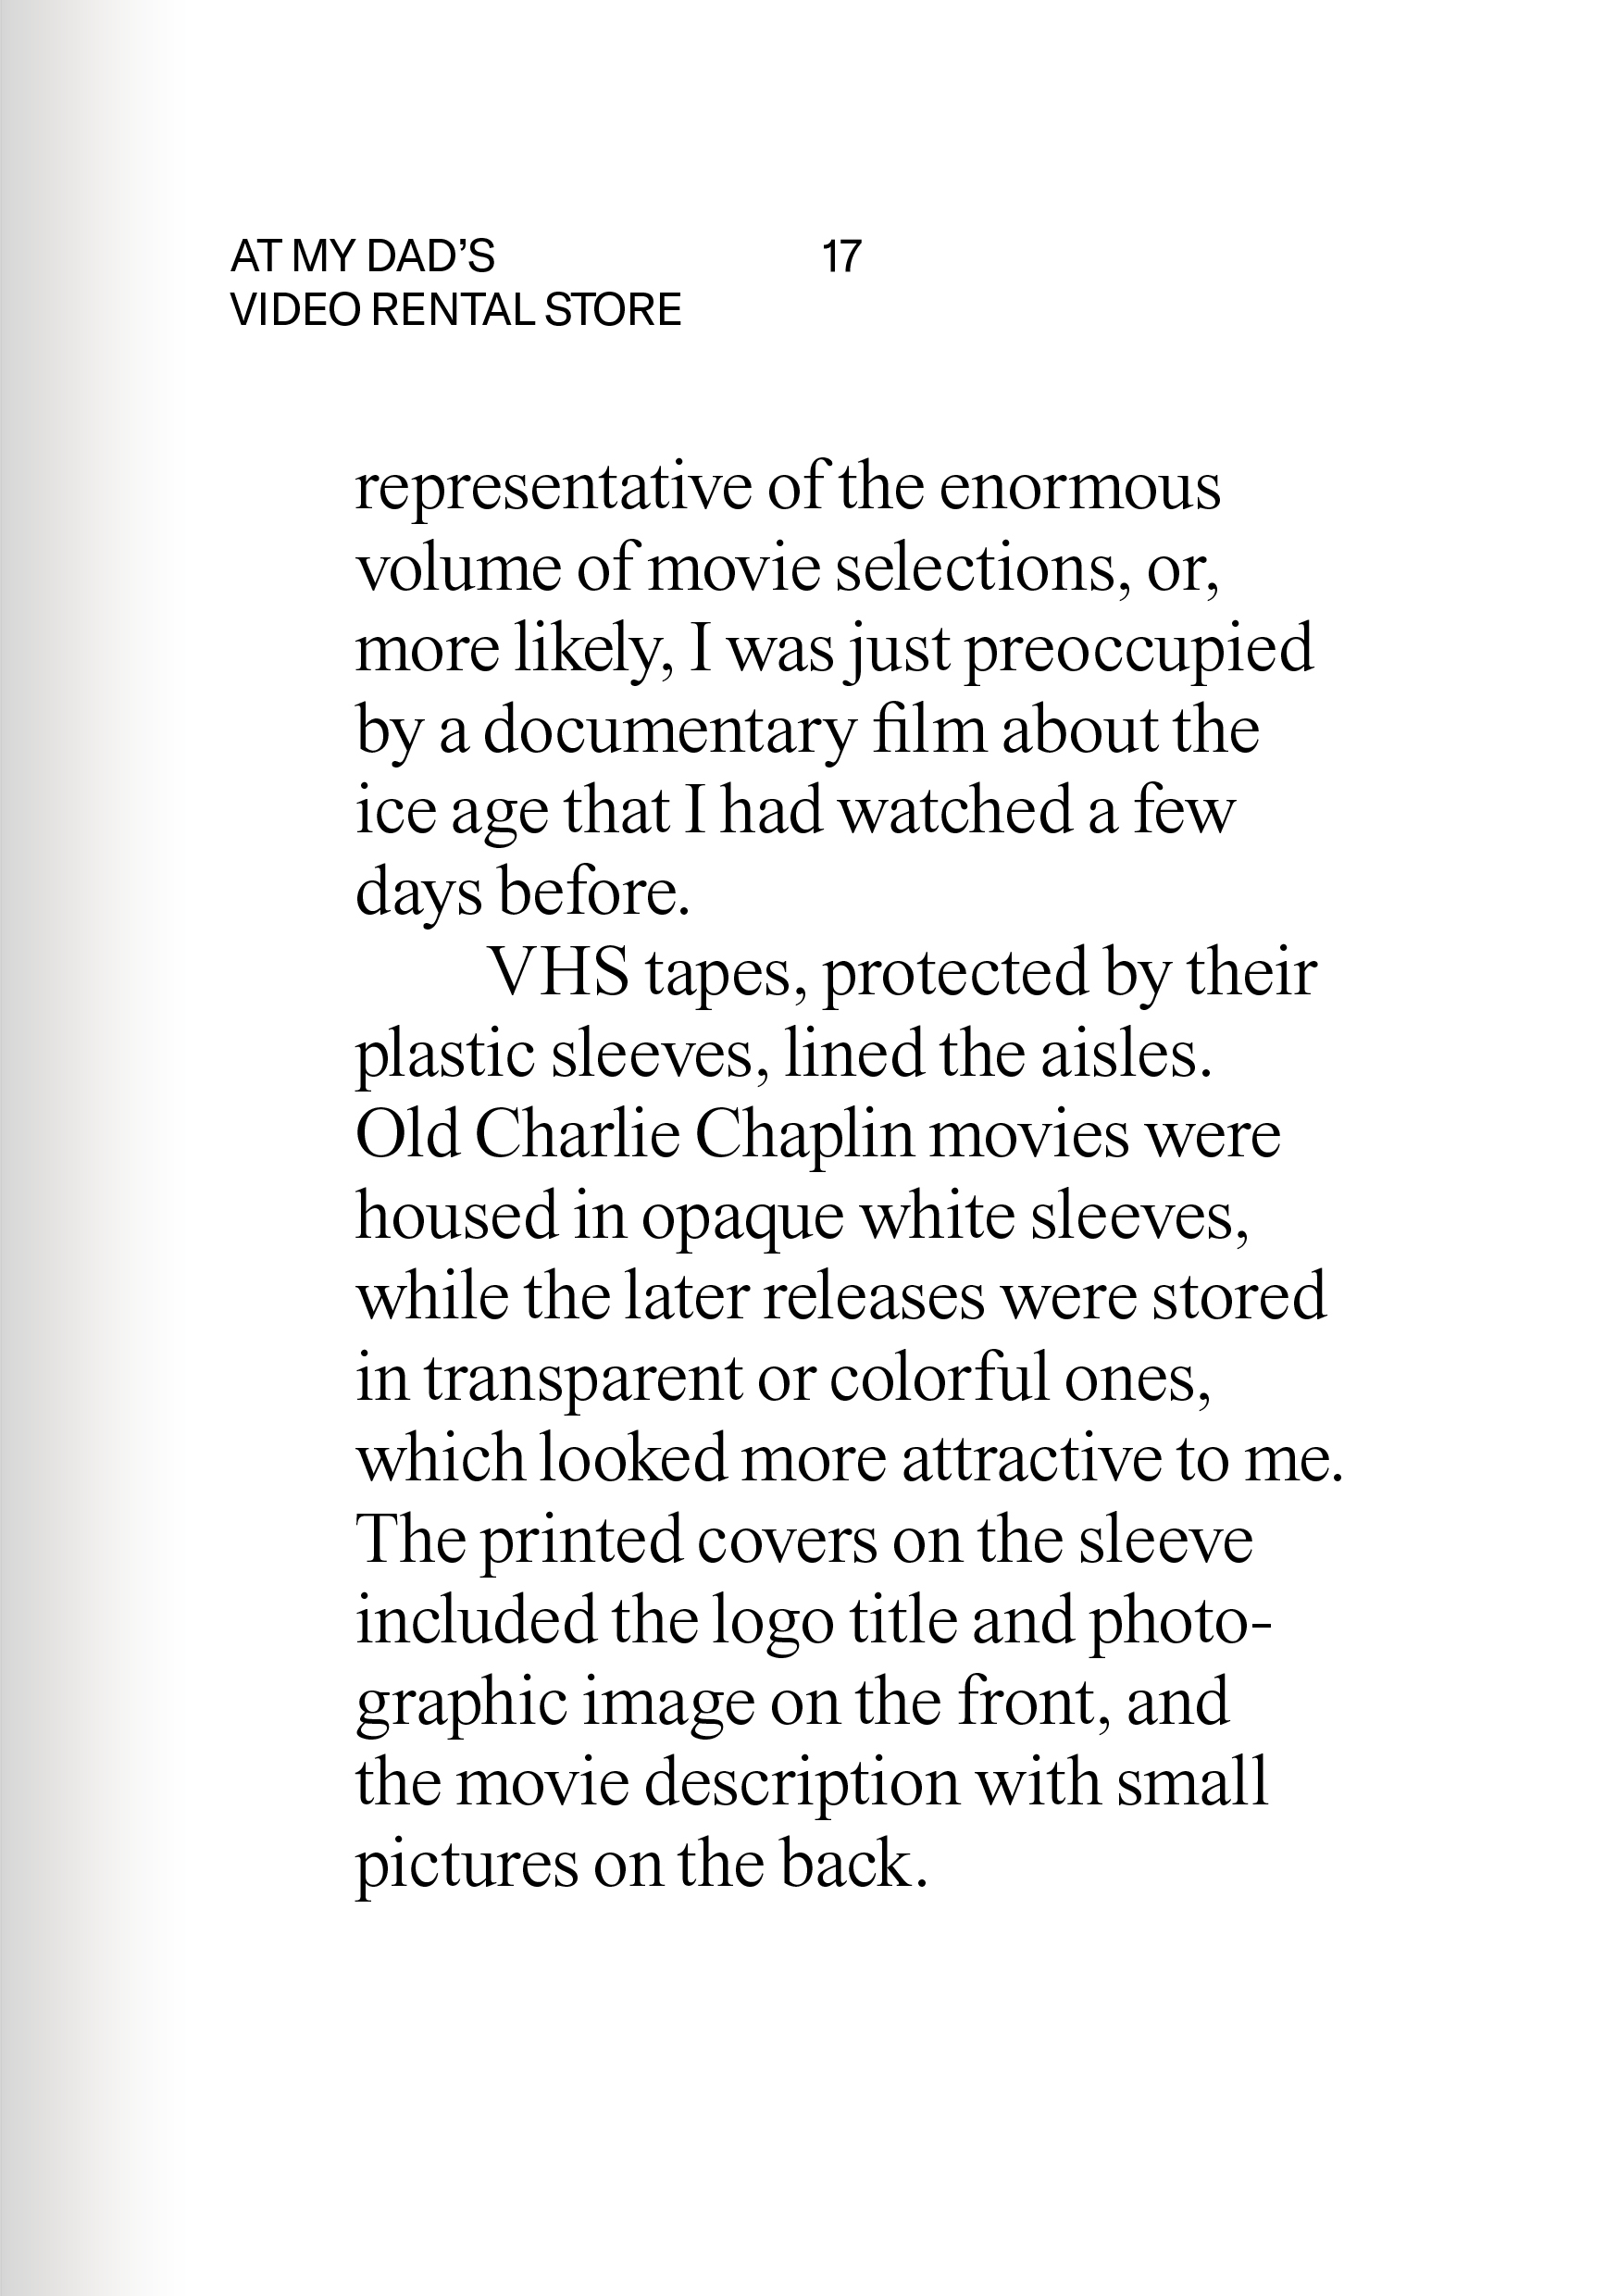 AT MY DAD’S
VIDEO RENTAL STORE
17
representative of the enormous
volume of movie selections, or,
more likely, I was just preoccupied
by a documentary film about the
ice age that I had watched a few
days before.
VHS tapes, protected by their
plastic sleeves, lined the aisles.
Old Charlie Chaplin movies were
housed in opaque white sleeves,
while the later releases were stored
in transparent or colorful ones,
which looked more attractive to me.
The printed covers on the sleeve
included the logo title and photo-
graphic image on the front, and
the movie description with small
pictures on the back.